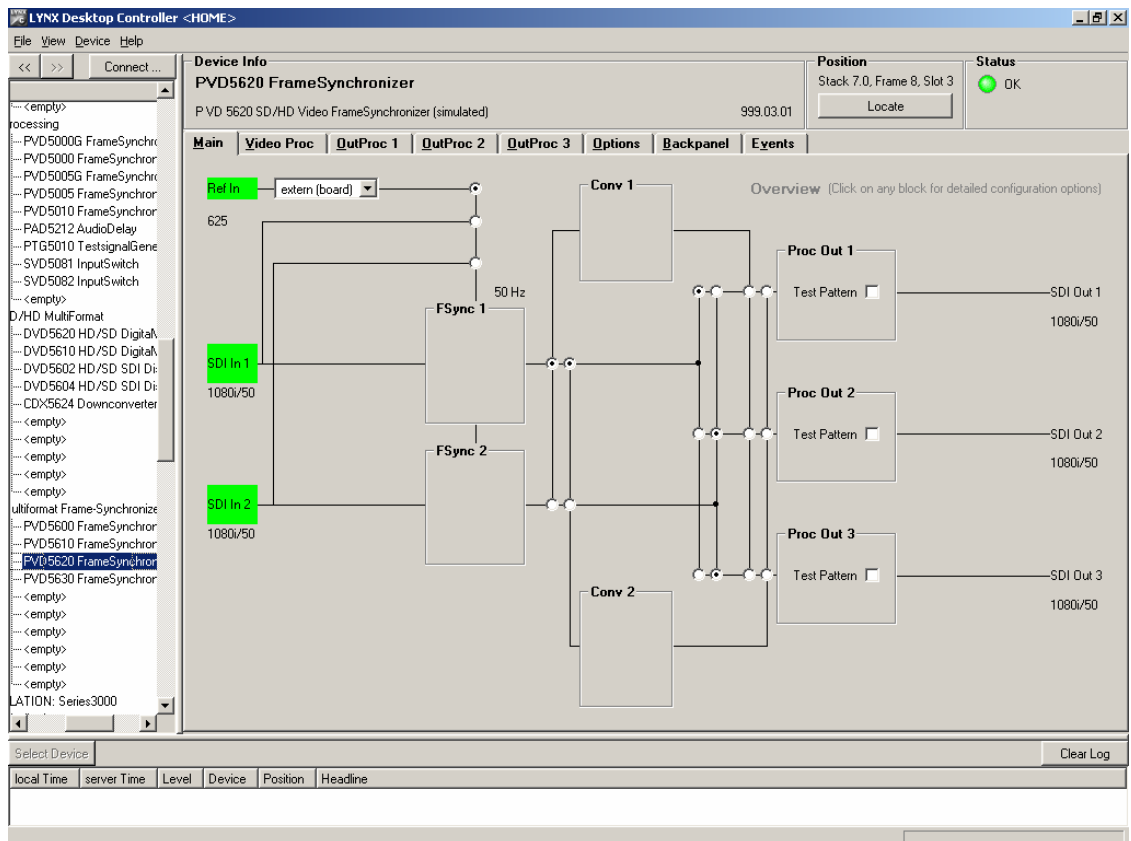 LYNX Desktop Controller <HOME>
File View Device Help
<< >> Connect ...
<empty>
rocessing
PVD5000G FrameSynchro
PVD5000 FrameSynchror
PVD5005G FrameSynchro
PVD5005 FrameSynchror
PVD5010 FrameSynchror
PAD5212 AudioDelay
PTG5010 TestsignalGene
SVD5081 InputSwitch
SVD5082 InputSwitch
<empty>
D/HD MultiFormat
DVD5620 HD/SD Digital
DVD5610 HD/SD Digital
DVD5602 HD/SD SDI Di
DVD5604 HD/SD SDI Di
CDX5624 Downconverter
<empty>
<empty>
<empty>
<empty>
<empty>
ultiformat Frame-Synchronize
PVD5600 FrameSynchror
PVD5610 FrameSynchror
PVD5620 FrameSynchror
PVD5630 FrameSynchror
<empty>
<empty>
<empty>
<empty>
<empty>
<empty>
LATION: Series3000
Device Info
PVD5620 FrameSynchronizer
P VD 5620 SD/HD Video FrameSynchronizer (simulated) 999.03.01
Position
Stack 7.0, Frame 8, Slot 3
Locate
Status
OK
Main Video Proc OutProc 1 OutProc 2 OutProc 3 Options Backpanel Events
Overview (Click on any block for detailed configuration options)
Ref In extern (board)
625
Conv 1
50 Hz
FSync 1
SDI In 1
1080i/50
FSync 2
SDI In 2
1080i/50
Conv 2
Proc Out 1
Test Pattern
SDI Out 1
1080i/50
Proc Out 2
Test Pattern
SDI Out 2
1080i/50
Proc Out 3
Test Pattern
SDI Out 3
1080i/50
Select Device Clear Log
local Time server Time Level Device Position Headline